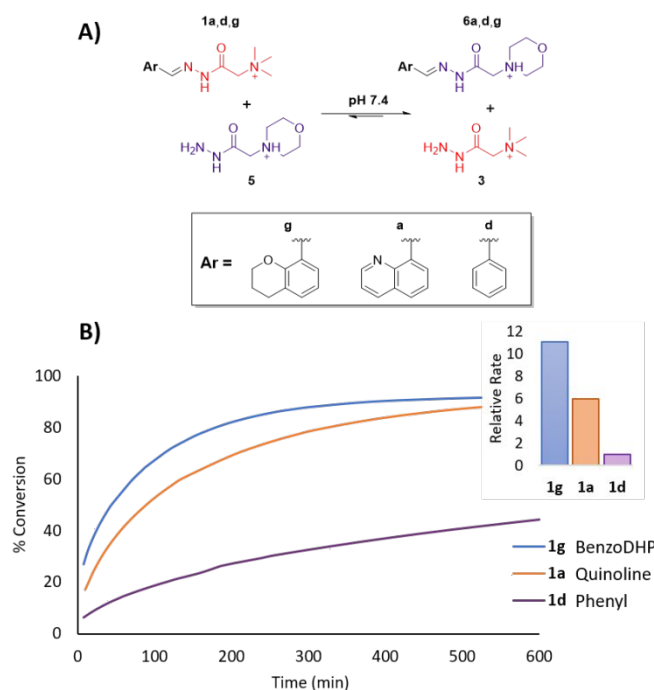 A)
1a,d,g
6a,d,g
Ar
N
N
H
O
N
+
Ar
N
N
H
O
NH
+
O
+
pH 7.4
+
H2N
N
H
O
NH
+
O
5
H2N
N
H
O
N
+
3
Ar =
g
a
d
O
N
B)
% Conversion
100
80
60
40
20
0
0 100 200 300 400 500 600
Time (min)
Relative Rate
12
10
8
6
4
2
0
1g 1a 1d
1g BenzoDHP
1a Quinoline
1d Phenyl